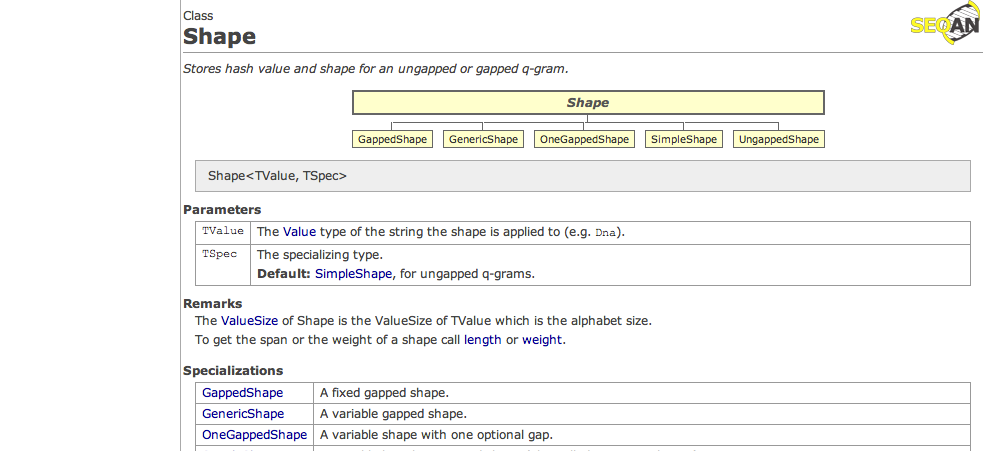 Class
SEQAN
Shape
Stores hash value and shape for an ungapped or gapped q-gram.
Shape
GappedShape GenericShape OneGappedShape SimpleShape UngappedShape
Shape<TValue, TSpec>
Parameters
TValue The Value type of the string the shape is applied to (e.g. Dna).
TSpec The specializing type.
Default: SimpleShape, for ungapped q-grams.
Remarks
The ValueSize of Shape is the ValueSize of TValue which is the alphabet size.
To get the span or the weight of a shape call length or weight.
Specializations
GappedShape A fixed gapped shape.
GenericShape A variable gapped shape.
OneGappedShape A variable shape with one optional gap.